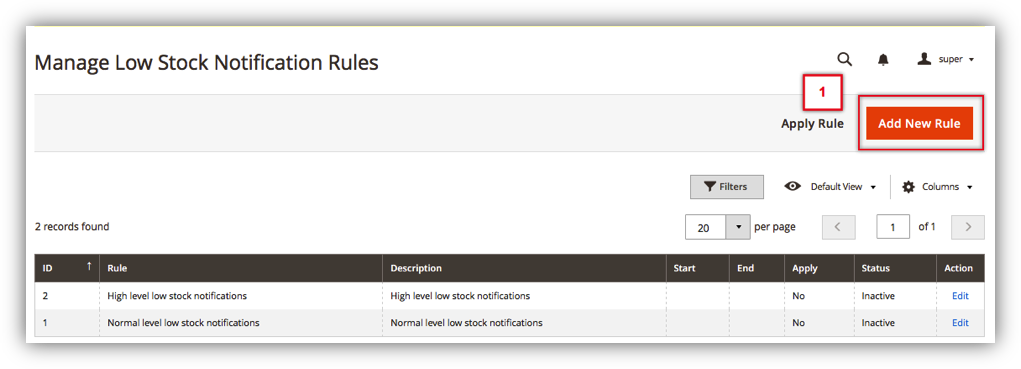 Manage Low Stock Notification Rules
super
1
Apply Rule
Add New Rule
Filters
Default View
Columns
2 records found
20
per page
1
of 1
ID ↑ Rule Description Start End Apply Status Action
2 High level low stock notifications High level low stock notifications No Inactive Edit
1 Normal level low stock notifications Normal level low stock notifications No Inactive Edit